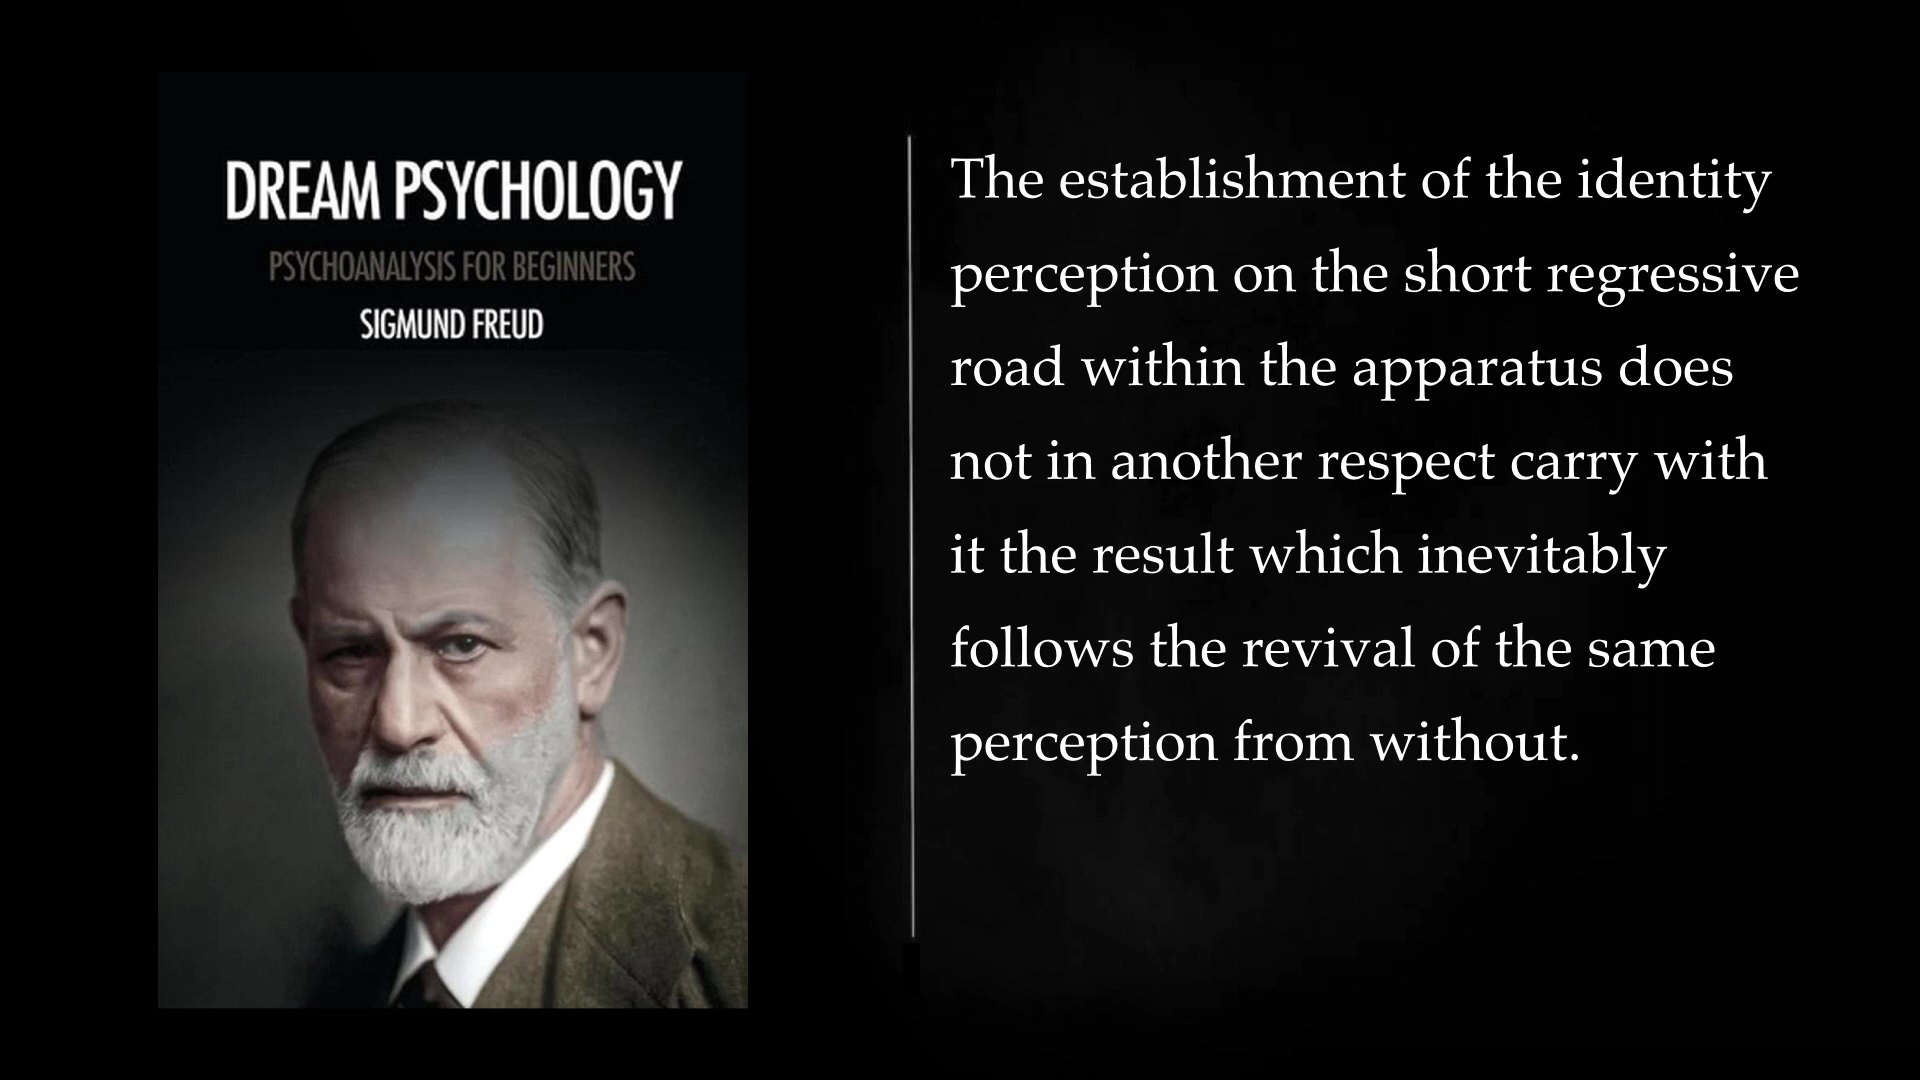 DREAM PSYCHOLOGY
PSYCHOANALYSIS FOR BEGINNERS
SIGMUND FREUD
The establishment of the identity
perception on the short regressive
road within the apparatus does
not in another respect carry with
it the result which inevitably
follows the revival of the same
perception from without.